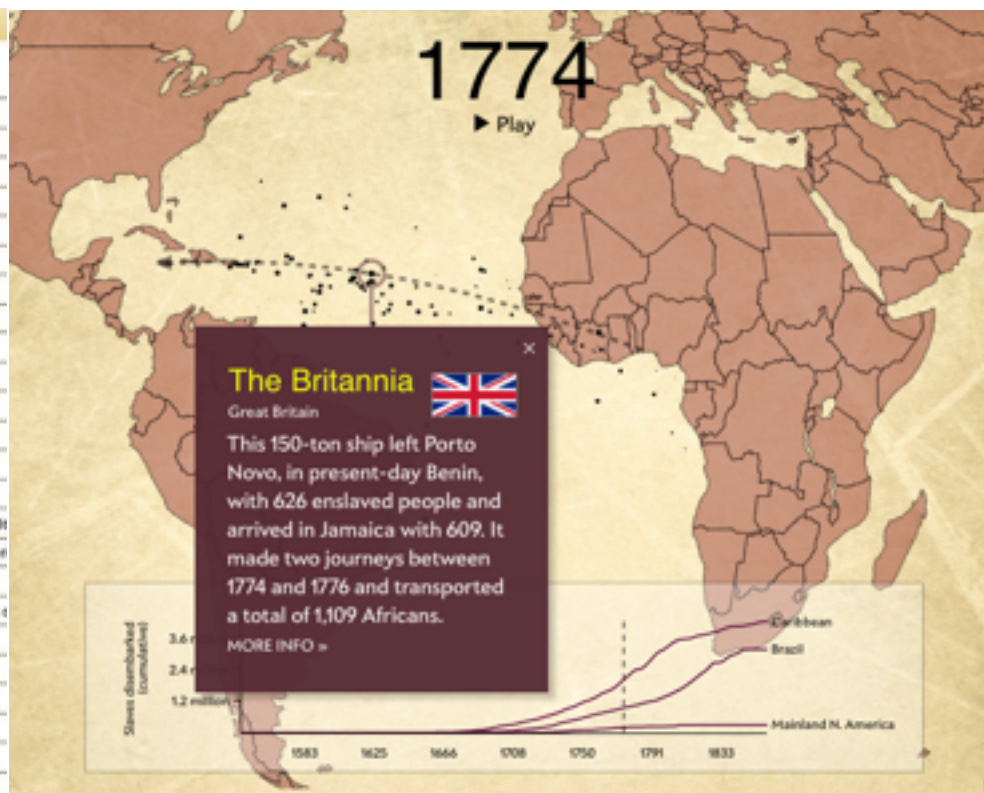 1774
▶ Play
The Britannia
Great Britain
This 150-ton ship left Porto
Novo, in present-day Benin,
with 626 enslaved people and
arrived in Jamaica with 609. It
made two journeys between
1774 and 1776 and transported
a total of 1,109 Africans.
MORE INFO »
Slaves disembarked
(cumulative)
3.6
2.4
1.2 million
Caribbean
Brazil
Mainland N. America
1583 1625 1666 1708 1750 1791 1833